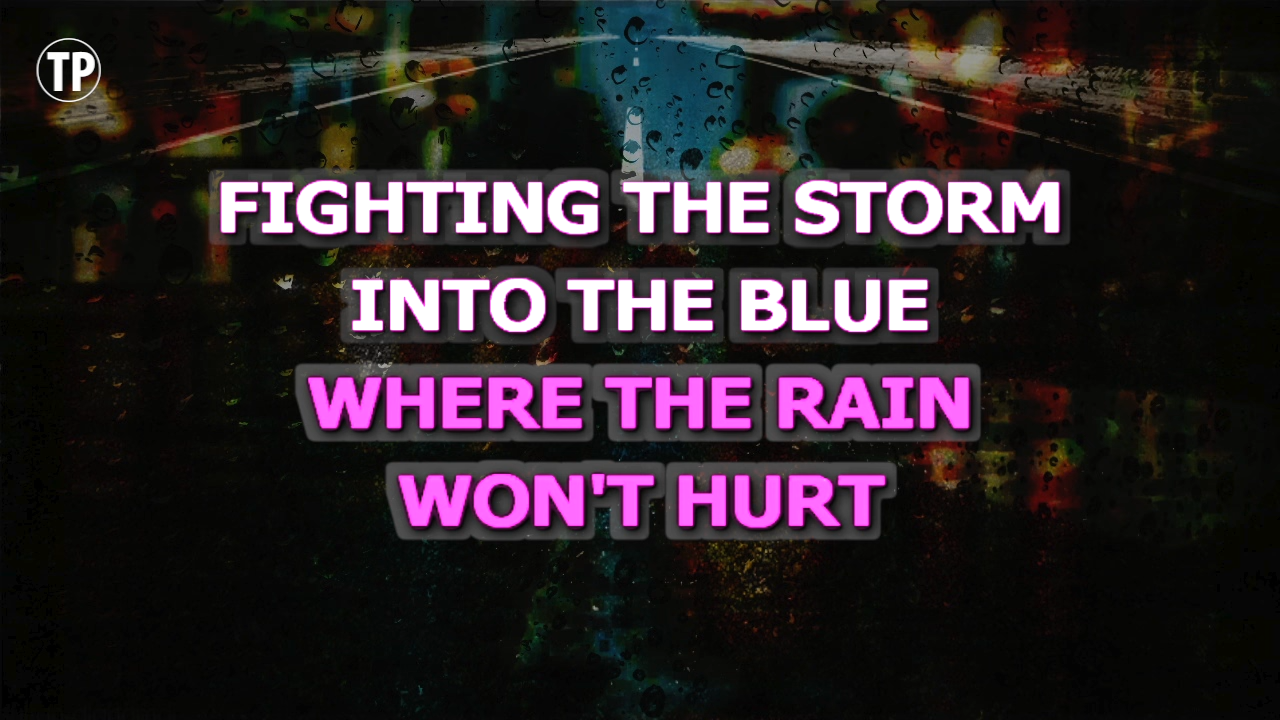 TP
FIGHTING THE STORM
INTO THE BLUE
WHERE THE RAIN
WON'T HURT